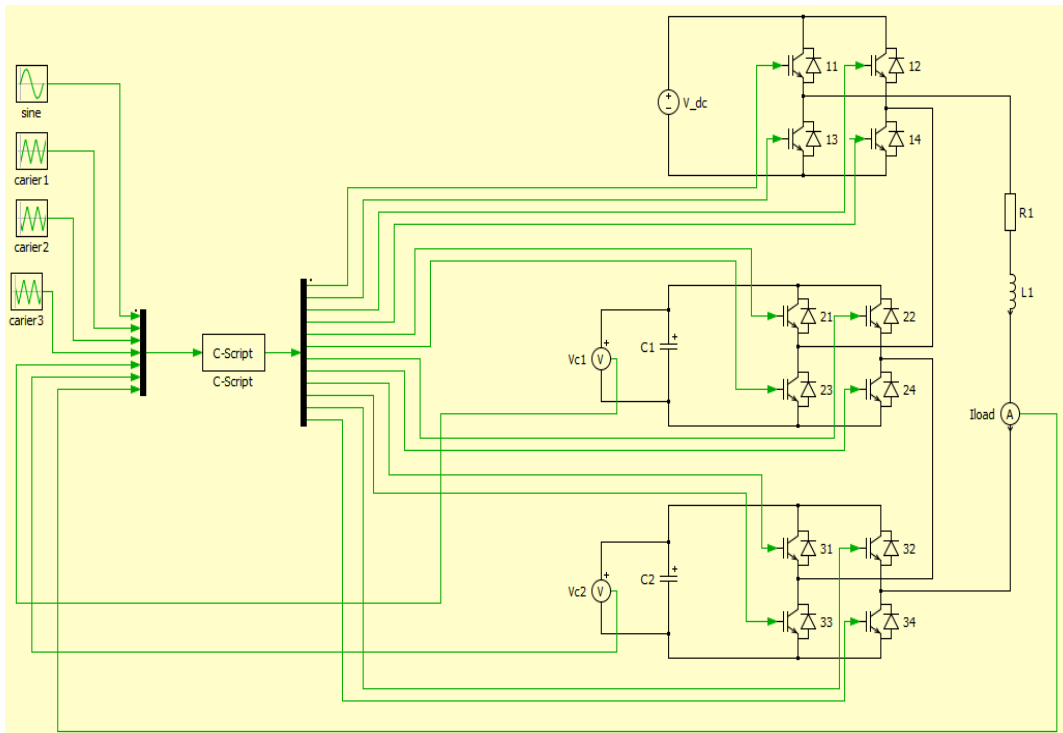 sine
carier1
carier2
carier3
C-Script
C-Script
V_dc
+
−
11
12
13
14
R1
L1
Iload
A
Vc1
V
+
C1
+
21
22
23
24
Vc2
V
+
C2
+
31
32
33
34